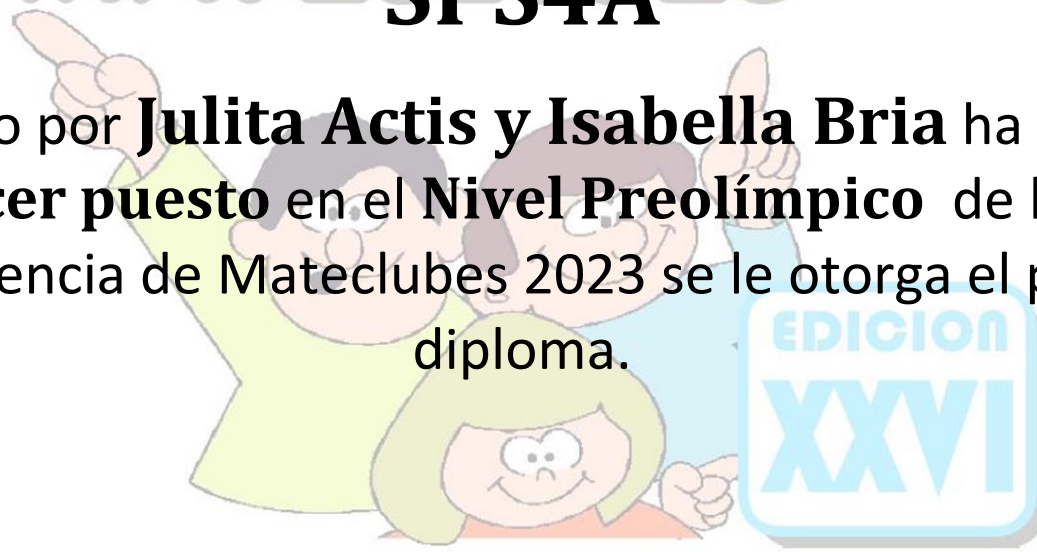 o por Julita Actis y Isabella Bria ha
cer puesto en el Nivel Preolímpico de
encia de Mateclubes 2023 se le otorga el
diploma.
EDICION
XXVI